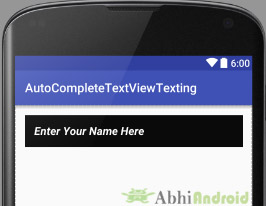 6:00
AutoCompleteTextViewTexting
Enter Your Name Here
AbhiAndroid